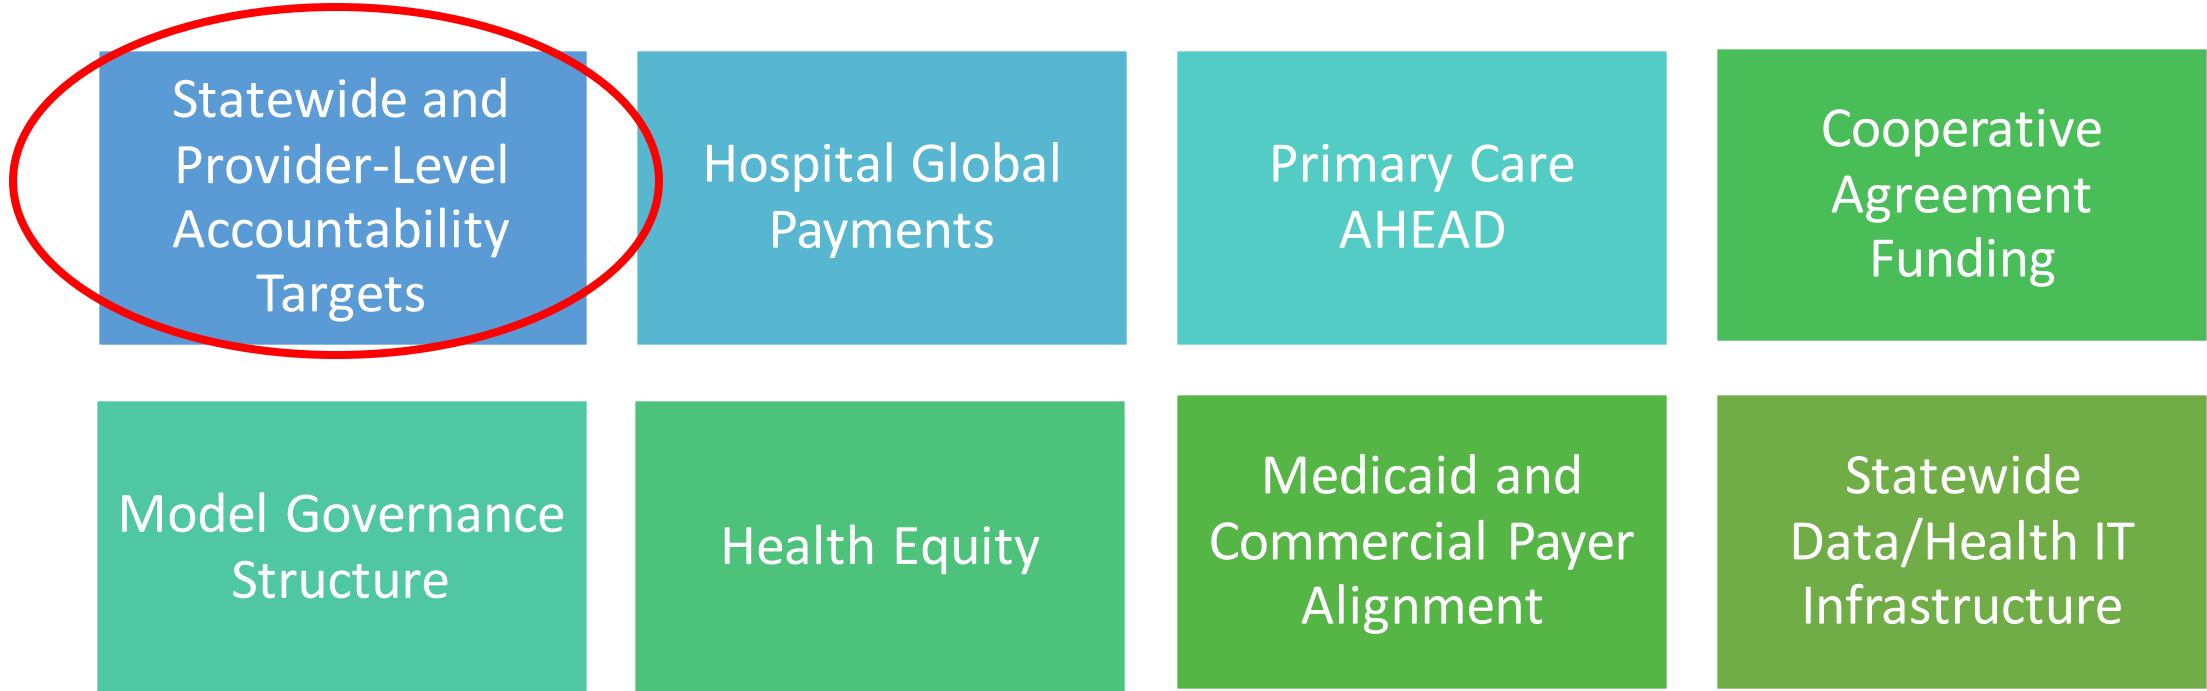 Statewide and
Provider-Level
Accountability
Targets
Hospital Global
Payments
Primary Care
AHEAD
Cooperative
Agreement
Funding
Model Governance
Structure
Health Equity
Medicaid and
Commercial Payer
Alignment
Statewide
Data/Health IT
Infrastructure